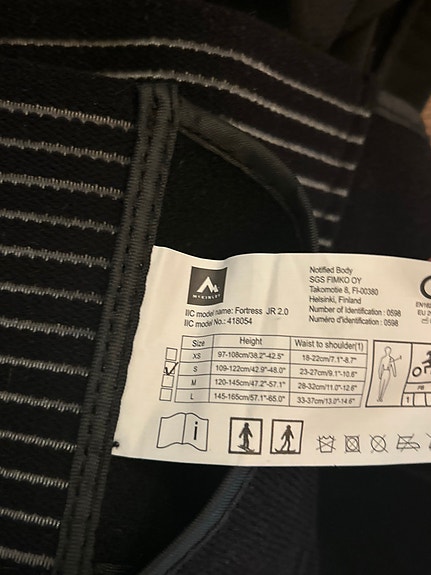 McKINLEY
IIC model name: Fortress JR 2.0
IIC model No.: 418054
Notified Body
SGS FIMKO OY
Takomotie 8, FI-00380
Helsinki, Finland
Number of Identification : 0598
Numéro d'identification : 0598
Size Height Waist to shoulder(1)
XS 97-108cm/38.2"-42.5" 18-22cm/7.1"-8.7"
S 109-122cm/42.9"-48.0" 23-27cm/9.1"-10.6"
M 120-145cm/47.2"-57.1" 28-32cm/11.0"-12.6"
L 145-165cm/57.1"-65.0" 33-37cm/13.0"-14.6"
i